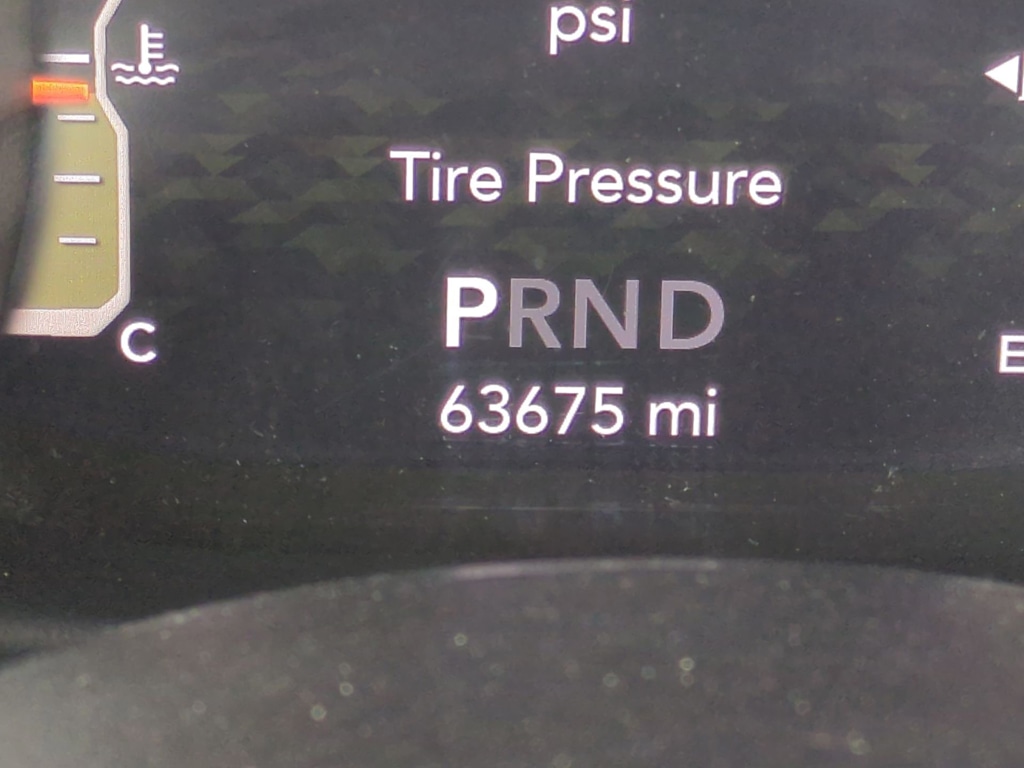 psi
Tire Pressure
PRND
C
E
63675 mi